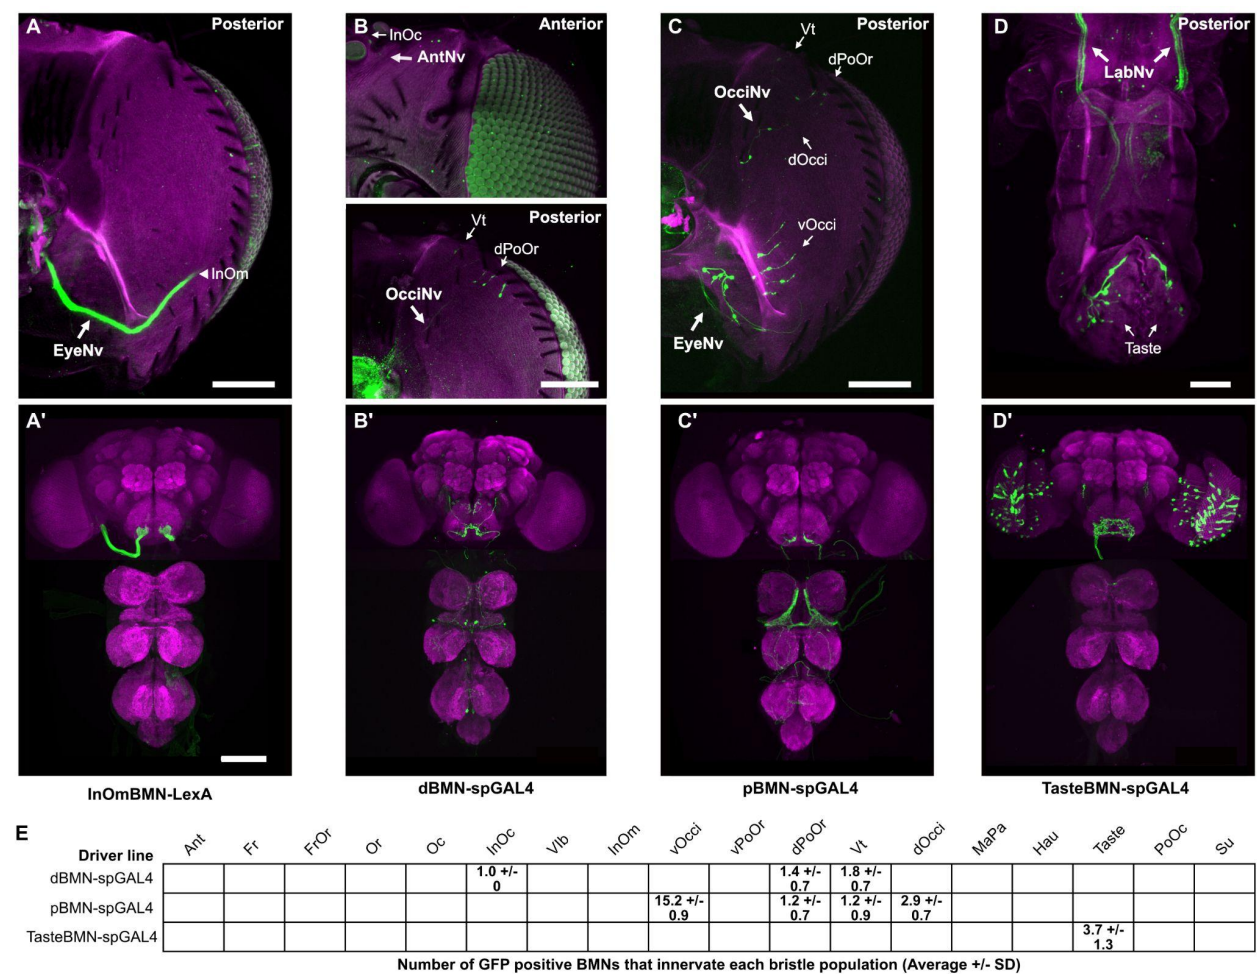 A
Posterior
InOm
EyeNv
B
Anterior
InOc
AntNv
Posterior
Vt
dPoOr
OcciNv
C
Posterior
Vt
dPoOr
OcciNv
dOcci
vOcci
EyeNv
D
Posterior
LabNv
Taste
A'
B'
C'
D'
InOmBMN-LexA
dBMN-spGAL4
pBMN-spGAL4
TasteBMN-spGAL4
E
Driver line
Ant
Fr
FrOr
Or
Oc
InOc
Vlb
InOm
vOcci
vPoOr
dPoOr
Vt
dOcci
MaPa
Hau
Taste
PoOc
Su
dBMN-spGAL4
1.0 +/-
0
1.4 +/-
0.7
1.8 +/-
0.7
pBMN-spGAL4
15.2 +/-
0.9
1.2 +/-
0.7
1.2 +/-
0.9
2.9 +/-
0.7
TasteBMN-spGAL4
3.7 +/-
1.3
Number of GFP positive BMNs that innervate each bristle population (Average +/- SD)